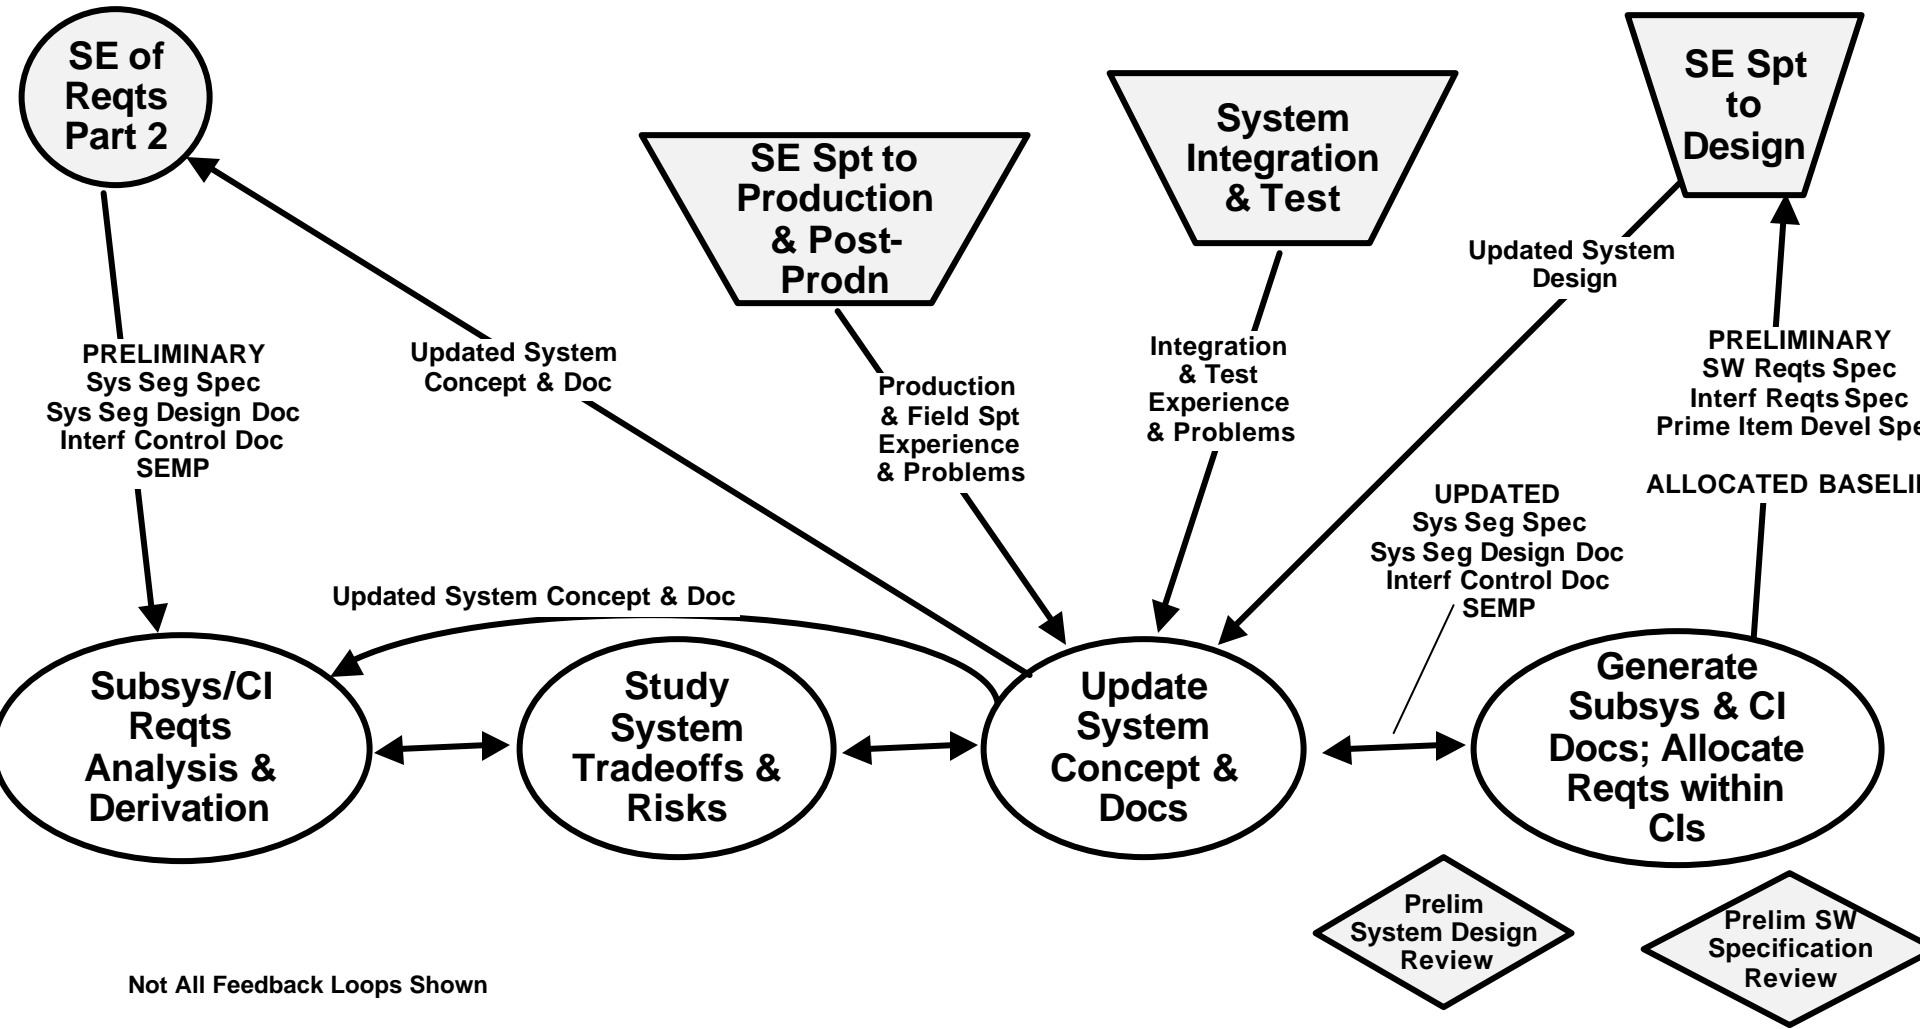 SE of
Reqts
Part 2
SE Spt to
Production
& Post-
Prodn
System
Integration
& Test
SE Spt
to
Design
PRELIMINARY
Sys Seg Spec
Sys Seg Design Doc
Interf Control Doc
SEMP
Updated System
Concept & Doc
Production
& Field Spt
Experience
& Problems
Integration
& Test
Experience
& Problems
Updated System
Design
PRELIMINARY
SW Reqts Spec
Interf Reqts Spec
Prime Item Devel Spe
ALLOCATED BASELI
UPDATED
Sys Seg Spec
Sys Seg Design Doc
Interf Control Doc
SEMP
Updated System Concept & Doc
Subsys/CI
Reqts
Analysis &
Derivation
Study
System
Tradeoffs &
Risks
Update
System
Concept &
Docs
Generate
Subsys & CI
Docs; Allocate
Reqts within
CIs
Prelim
System Design
Review
Prelim SW
Specification
Review
Not All Feedback Loops Shown